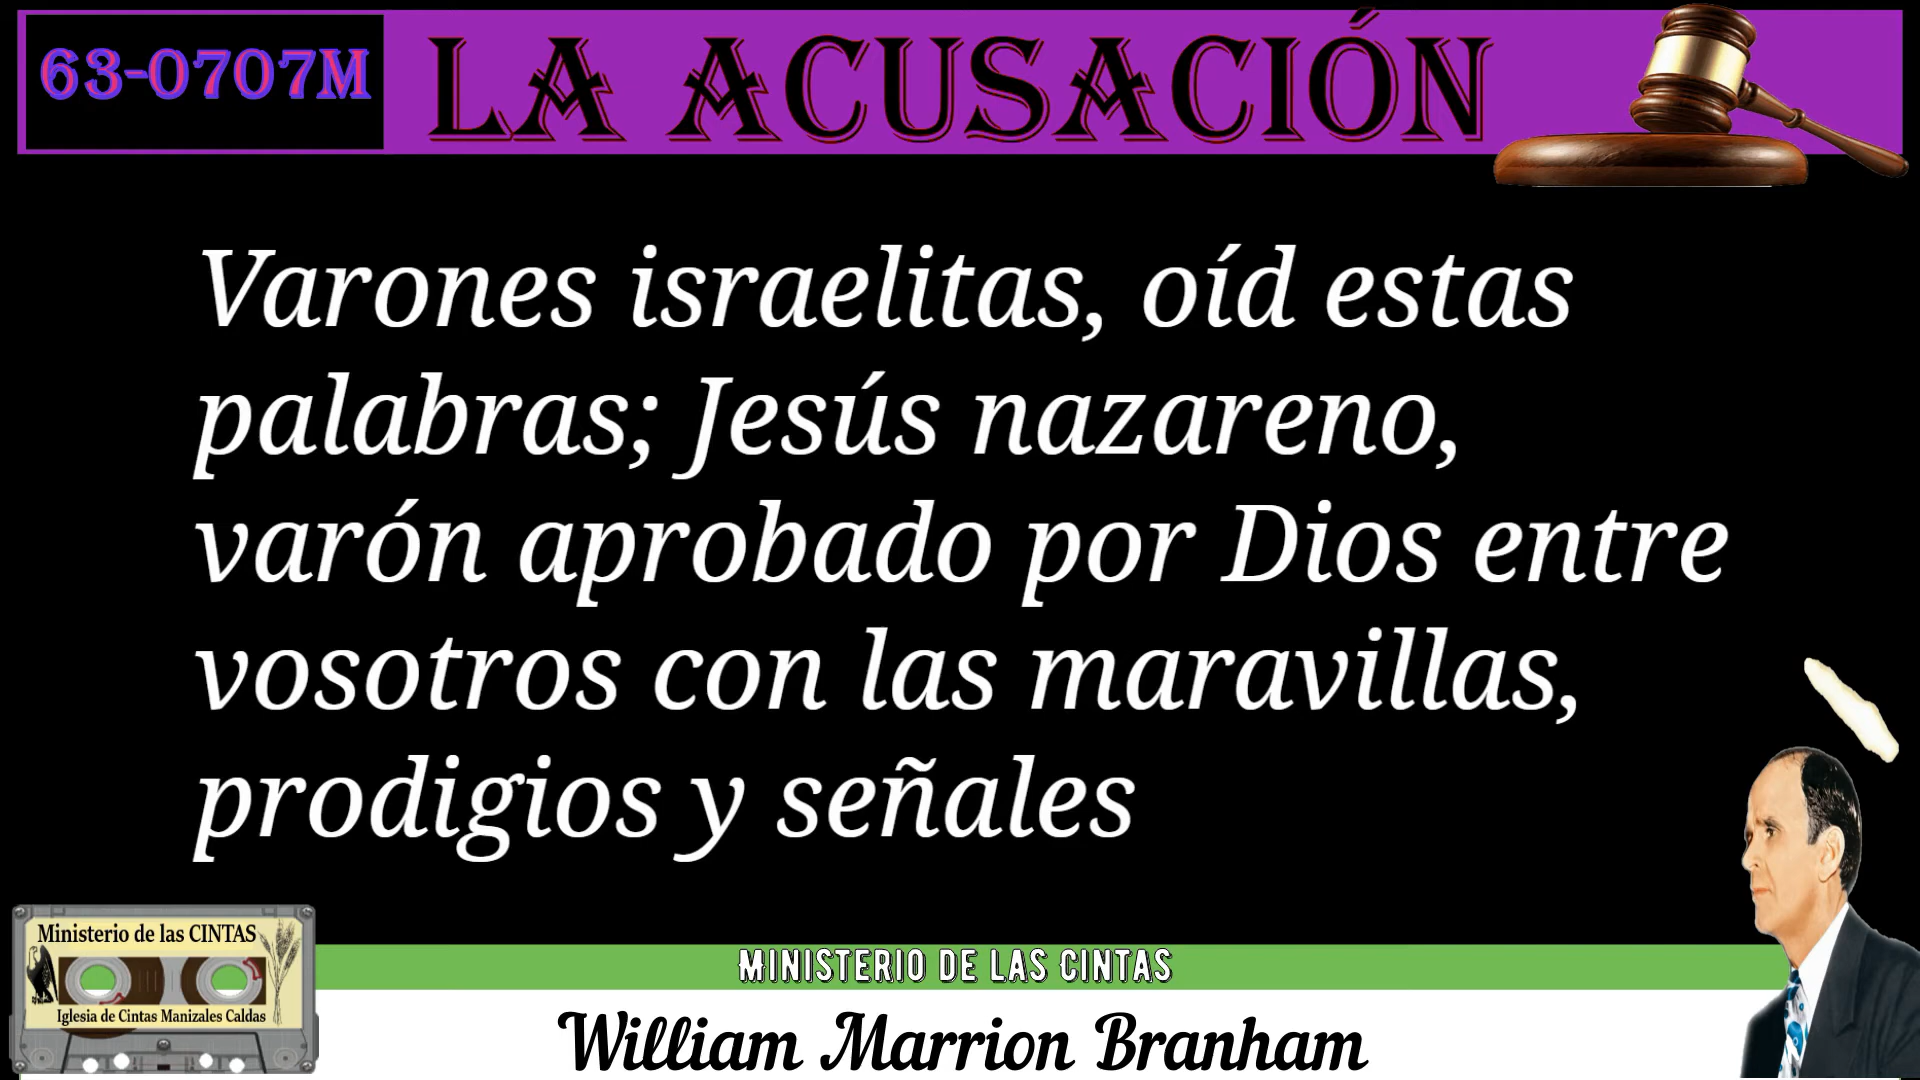 63-0707M
LA ACUSACIÓN
Varones israelitas, oíd estas
palabras; Jesús nazareno,
varón aprobado por Dios entre
vosotros con las maravillas,
prodigios y señales
Ministerio de las CINTAS
Iglesia de Cintas Manizales Caldas
MINISTERIO DE LAS CINTAS
William Marrion Branham